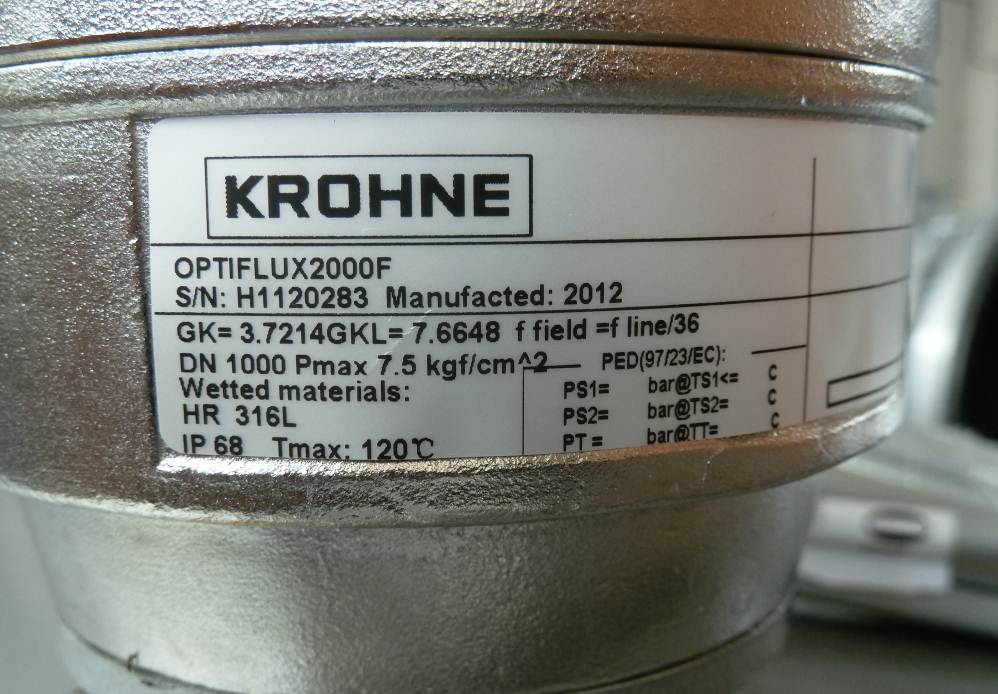 KROHNE
OPTIFLUX2000F
S/N: H1120283 Manufacted: 2012
GK= 3.7214GKL= 7.6648 f field =f line/36
DN 1000 Pmax 7.5 kgf/cm^2
Wetted materials:
HR 316L
IP 68 Tmax: 120℃
PED(97/23/EC):
PS1= bar@TS1<= C
PS2= bar@TS2= C
PT = bar@TT= C